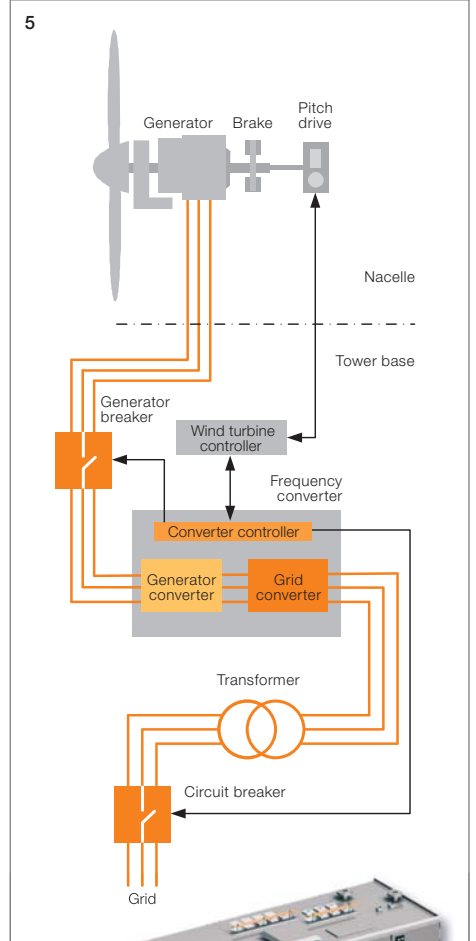 5
Generator
Brake
Pitch
drive
Nacelle
Tower base
Generator
breaker
Wind turbine
controller
Frequency
converter
Converter controller
Generator
converter
Grid
converter
Transformer
Circuit breaker
Grid